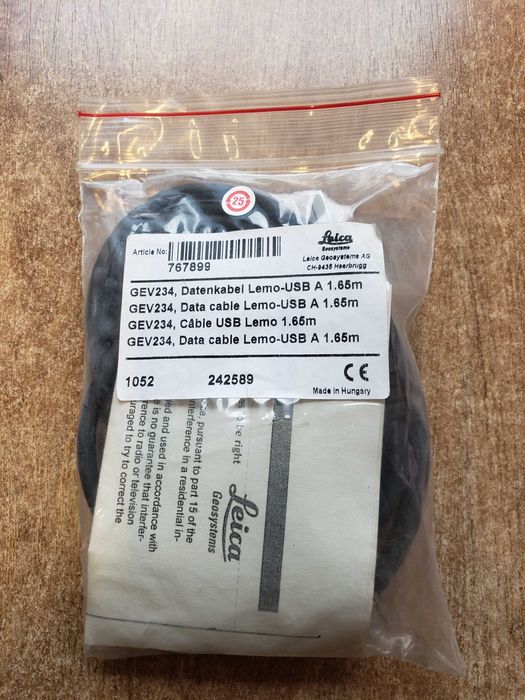 25
Article No:
767899
Leica
Geosystems
Leica Geosystems AG
CH-9435 Heerbrugg
GEV234, Datenkabel Lemo-USB A 1.65m
GEV234, Data cable Lemo-USB A 1.65m
GEV234, Câble USB Lemo 1.65m
GEV234, Data cable Lemo-USB A 1.65m
1052 242589
CE
Made in Hungary
to be right
Leica
Geosystems
pursuant to part 15 of the
interference in a residential in-
and used in accordance with
is no guarantee that interfer-
to radio or television
to try to correct the